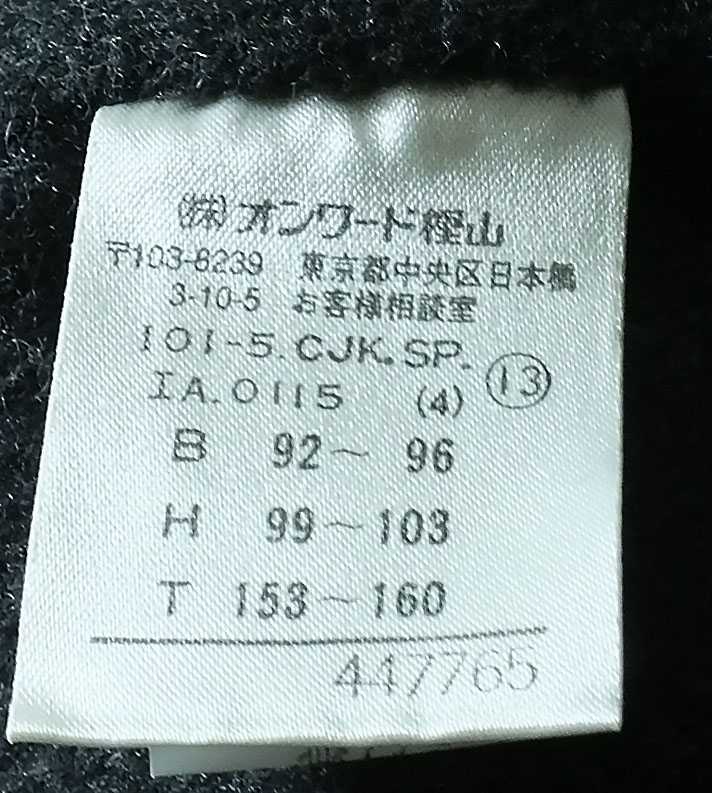 (株)オンワード樫山
〒103-8239 東京都中央区日本橋
3-10-5 お客様相談室
101-5.CJK.SP.
IA.0115 (4) ⑬
B 92〜 96
H 99〜103
T 153〜160
447765